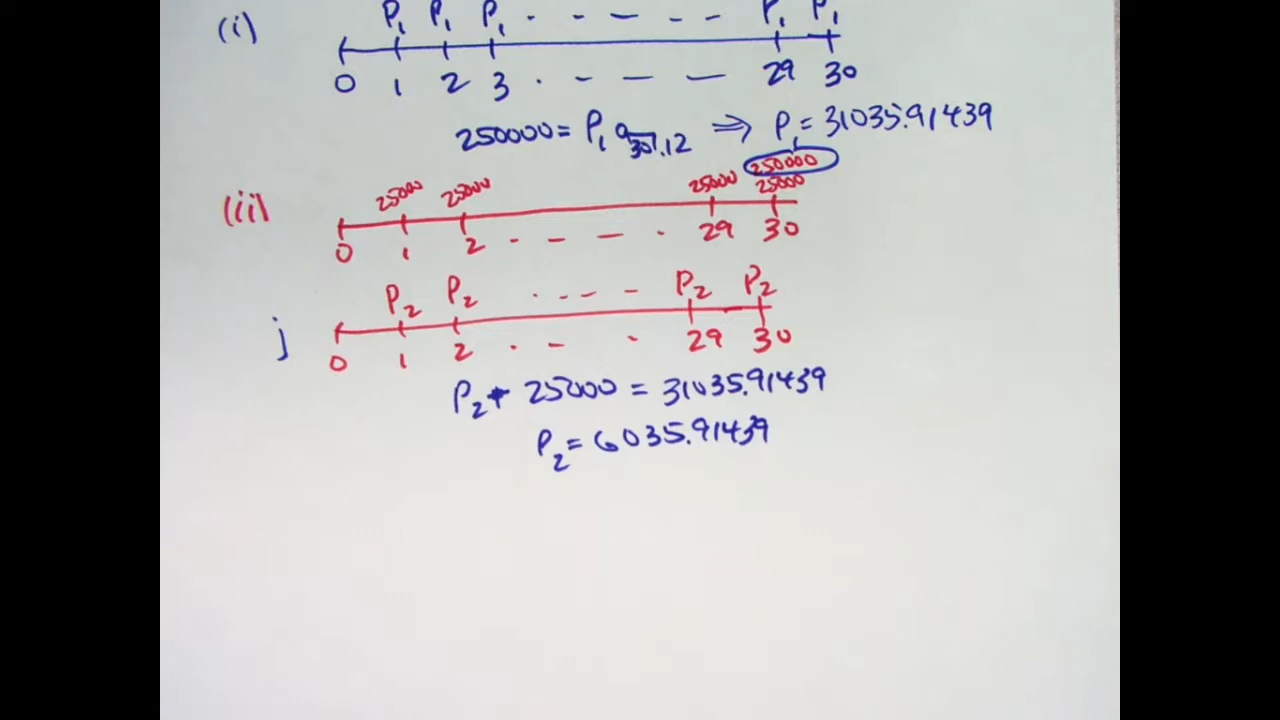 (i)
P₁ P₁ P₁ · - - - - - P₁ P₁
0 1 2 3 · - - - 29 30
250000 = P₁ a 30⌉.12 ⇒ P₁ = 31035.91439
250000
(ii) 25000 25000 25000 25000
0 1 2 · - - · 29 30
P₂ P₂ · - - - P₂ P₂
j 0 1 2 · - · 29 30
P₂ + 25000 = 31035.91439
P₂ = 6035.91439